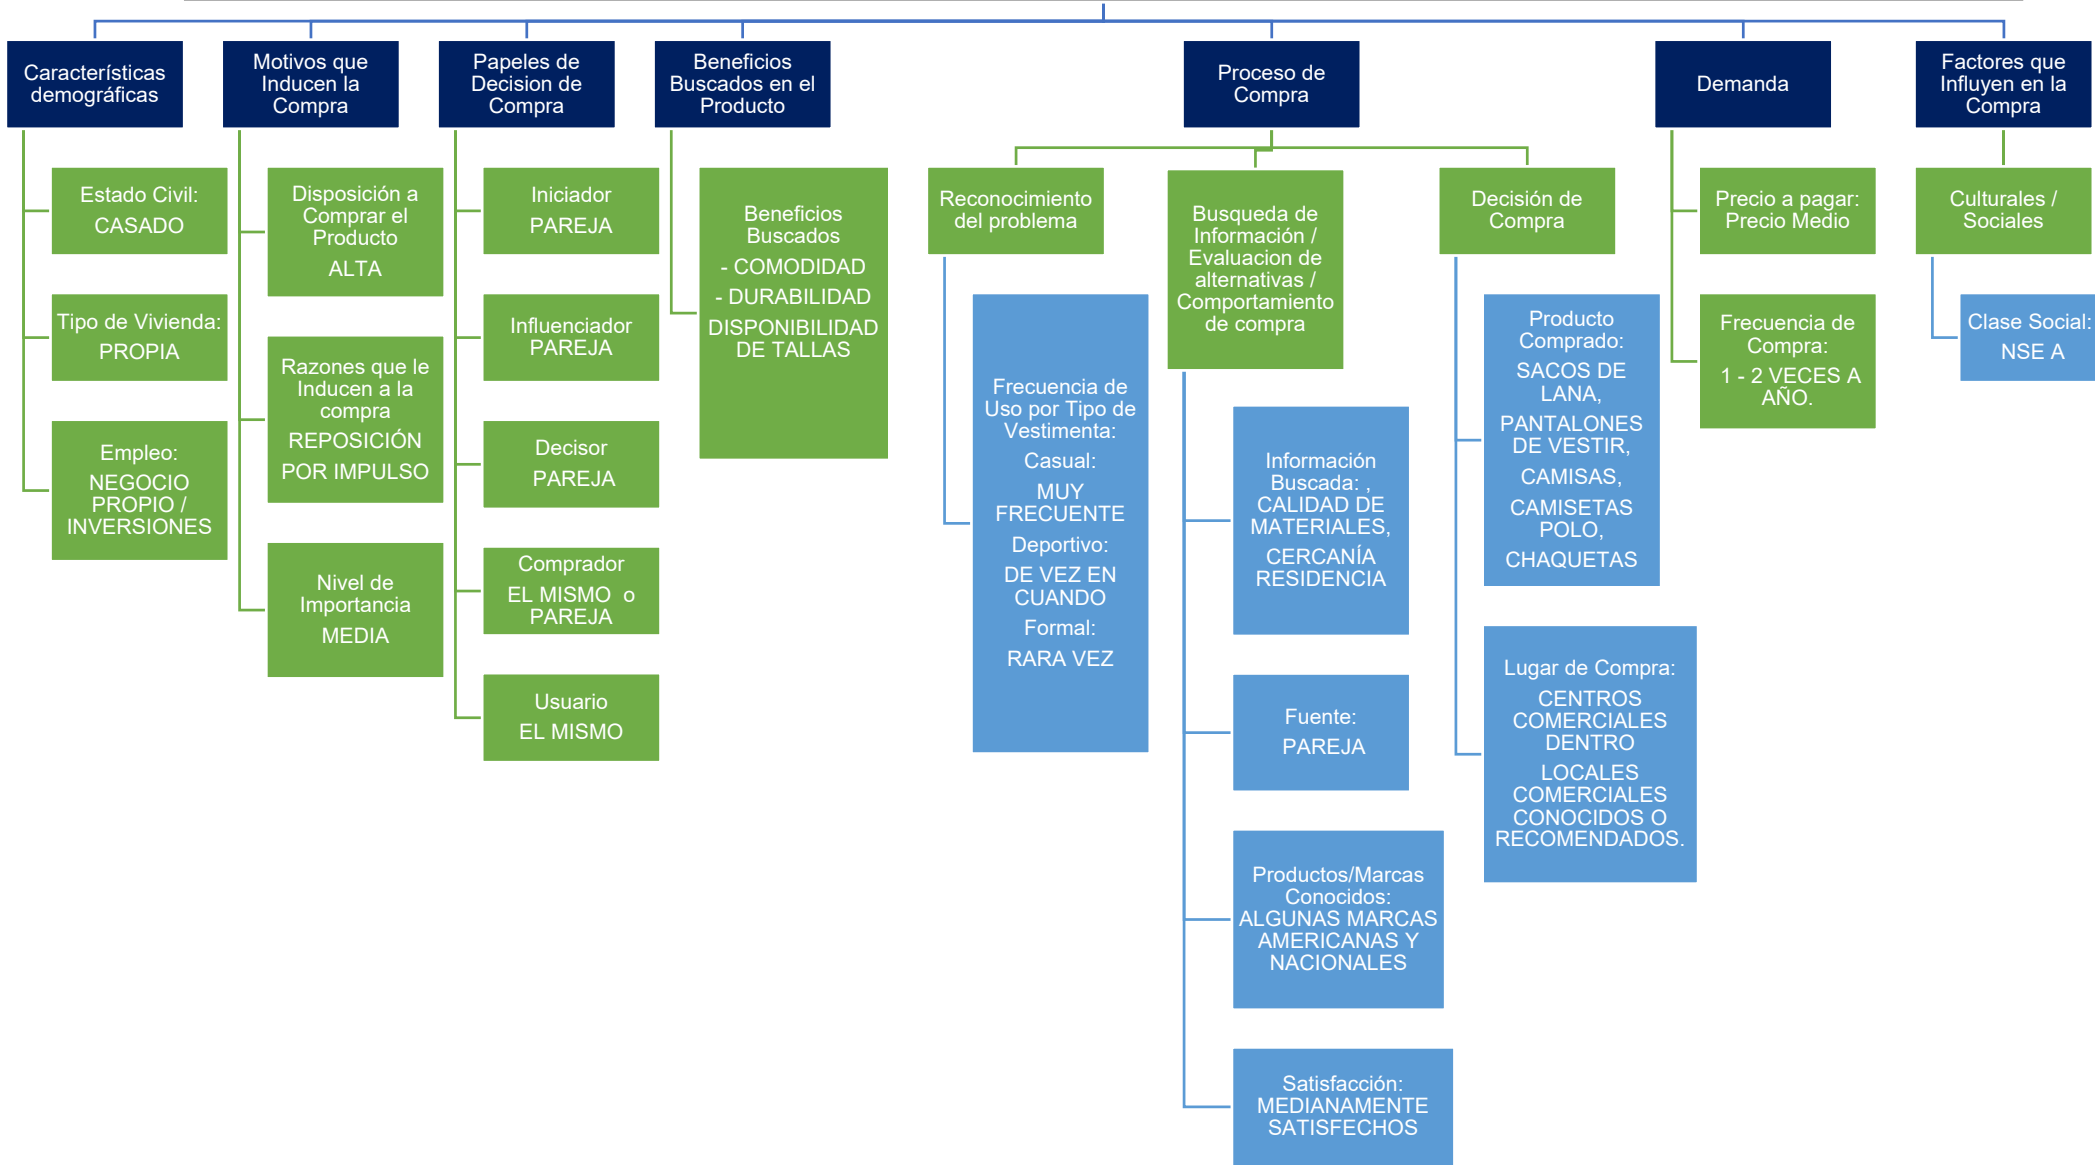 Características
demográficas
Estado Civil:
CASADO
Tipo de Vivienda:
PROPIA
Empleo:
NEGOCIO
PROPIO /
INVERSIONES
Motivos que
Inducen la
Compra
Disposición a
Comprar el
Producto
ALTA
Razones que le
Inducen a la
compra
REPOSICIÓN
POR IMPULSO
Nivel de
Importancia
MEDIA
Papeles de
Decision de
Compra
Iniciador
PAREJA
Influenciador
PAREJA
Decisor
PAREJA
Comprador
EL MISMO o
PAREJA
Usuario
EL MISMO
Beneficios
Buscados en el
Producto
Beneficios
Buscados
- COMODIDAD
- DURABILIDAD
DISPONIBILIDAD
DE TALLAS
Proceso de
Compra
Reconocimiento
del problema
Frecuencia de
Uso por Tipo de
Vestimenta:
Casual:
MUY
FRECUENTE
Deportivo:
DE VEZ EN
CUANDO
Formal:
RARA VEZ
Busqueda de
Información /
Evaluacion de
alternativas /
Comportamiento
de compra
Información
Buscada: ,
CALIDAD DE
MATERIALES,
CERCANÍA
RESIDENCIA
Fuente:
PAREJA
Productos/Marcas
Conocidos:
ALGUNAS MARCAS
AMERICANAS Y
NACIONALES
Satisfacción:
MEDIANAMENTE
SATISFECHOS
Decisión de
Compra
Producto
Comprado:
SACOS DE
LANA,
PANTALONES
DE VESTIR,
CAMISAS,
CAMISETAS
POLO,
CHAQUETAS
Lugar de Compra:
CENTROS
COMERCIALES
DENTRO
LOCALES
COMERCIALES
CONOCIDOS O
RECOMENDADOS.
Demanda
Precio a pagar:
Precio Medio
Frecuencia de
Compra:
1 - 2 VECES A
AÑO.
Factores que
Influyen en la
Compra
Culturales /
Sociales
Clase Social:
NSE A